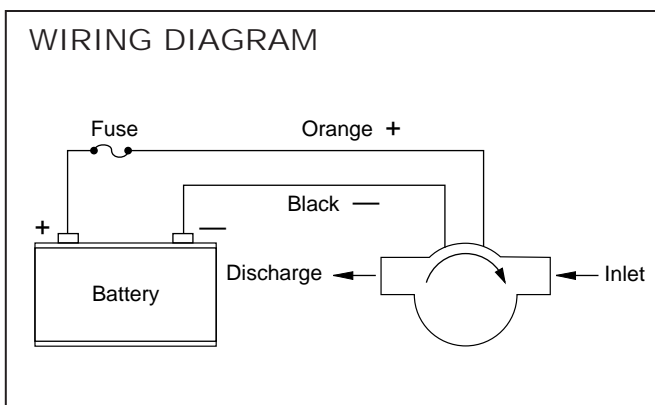 WIRING DIAGRAM
Fuse
Orange +
Black —
+ —
Discharge
Inlet
Battery